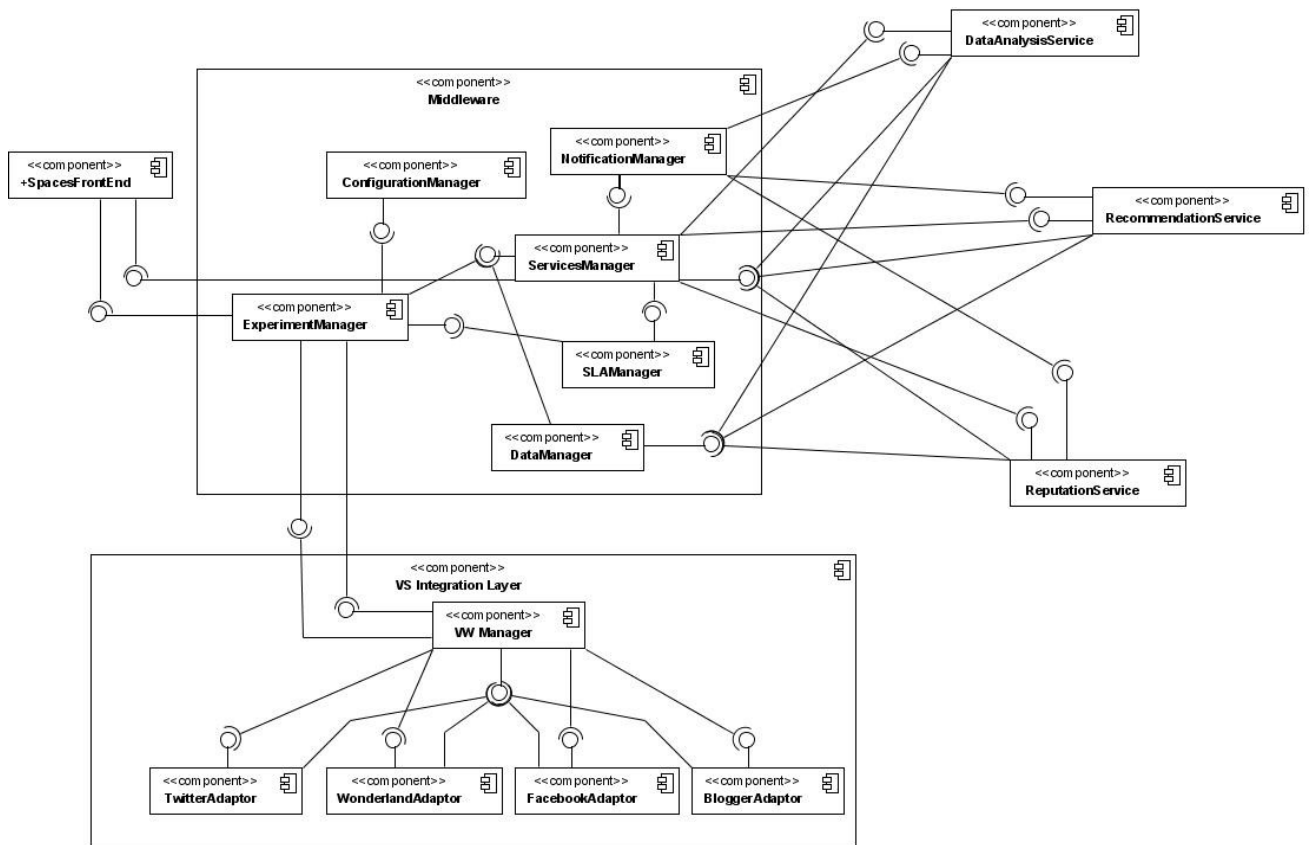 <<component>>
DataAnalysisService
<<component>>
Middleware
<<component>>
NotificationManager
<<component>>
+SpacesFrontEnd
<<component>>
ConfigurationManager
<<component>>
RecommendationService
<<component>>
ServicesManager
<<component>>
ExperimentManager
<<component>>
SLAManager
<<component>>
DataManager
<<component>>
ReputationService
<<component>>
VS Integration Layer
<<component>>
VW Manager
<<component>>
TwitterAdaptor
<<component>>
WonderlandAdaptor
<<component>>
FacebookAdaptor
<<component>>
BloggerAdaptor